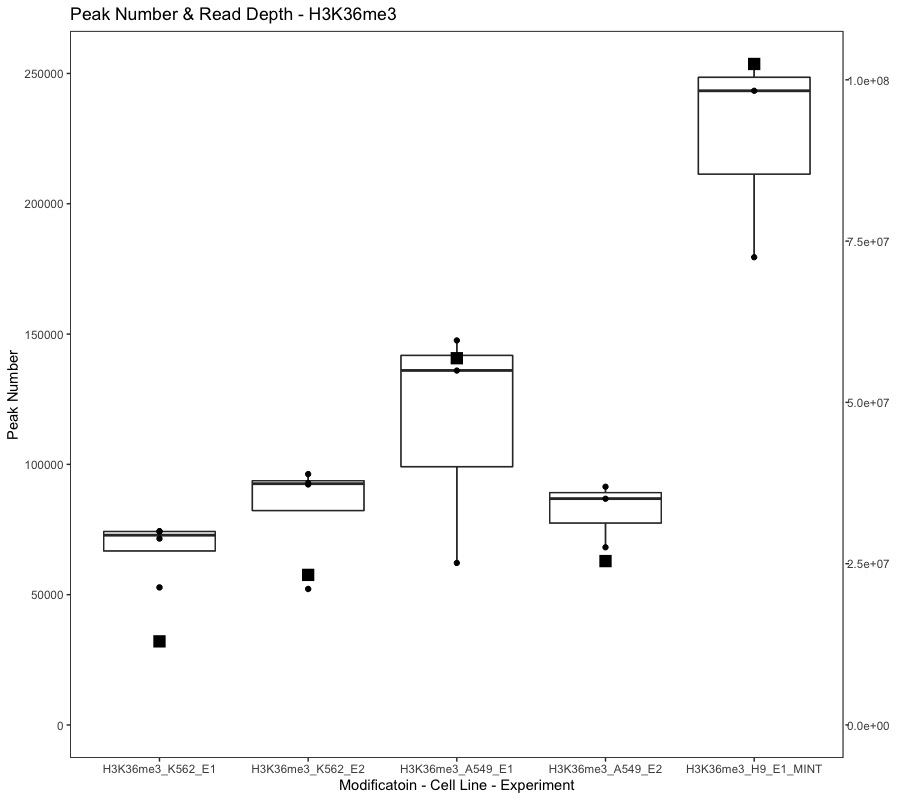 Peak Number & Read Depth - H3K36me3
Peak Number
250000
200000
150000
100000
50000
0
1.0e+08
7.5e+07
5.0e+07
2.5e+07
0.0e+00
H3K36me3_K562_E1 H3K36me3_K562_E2 H3K36me3_A549_E1 H3K36me3_A549_E2 H3K36me3_H9_E1_MINT
Modificatoin - Cell Line - Experiment